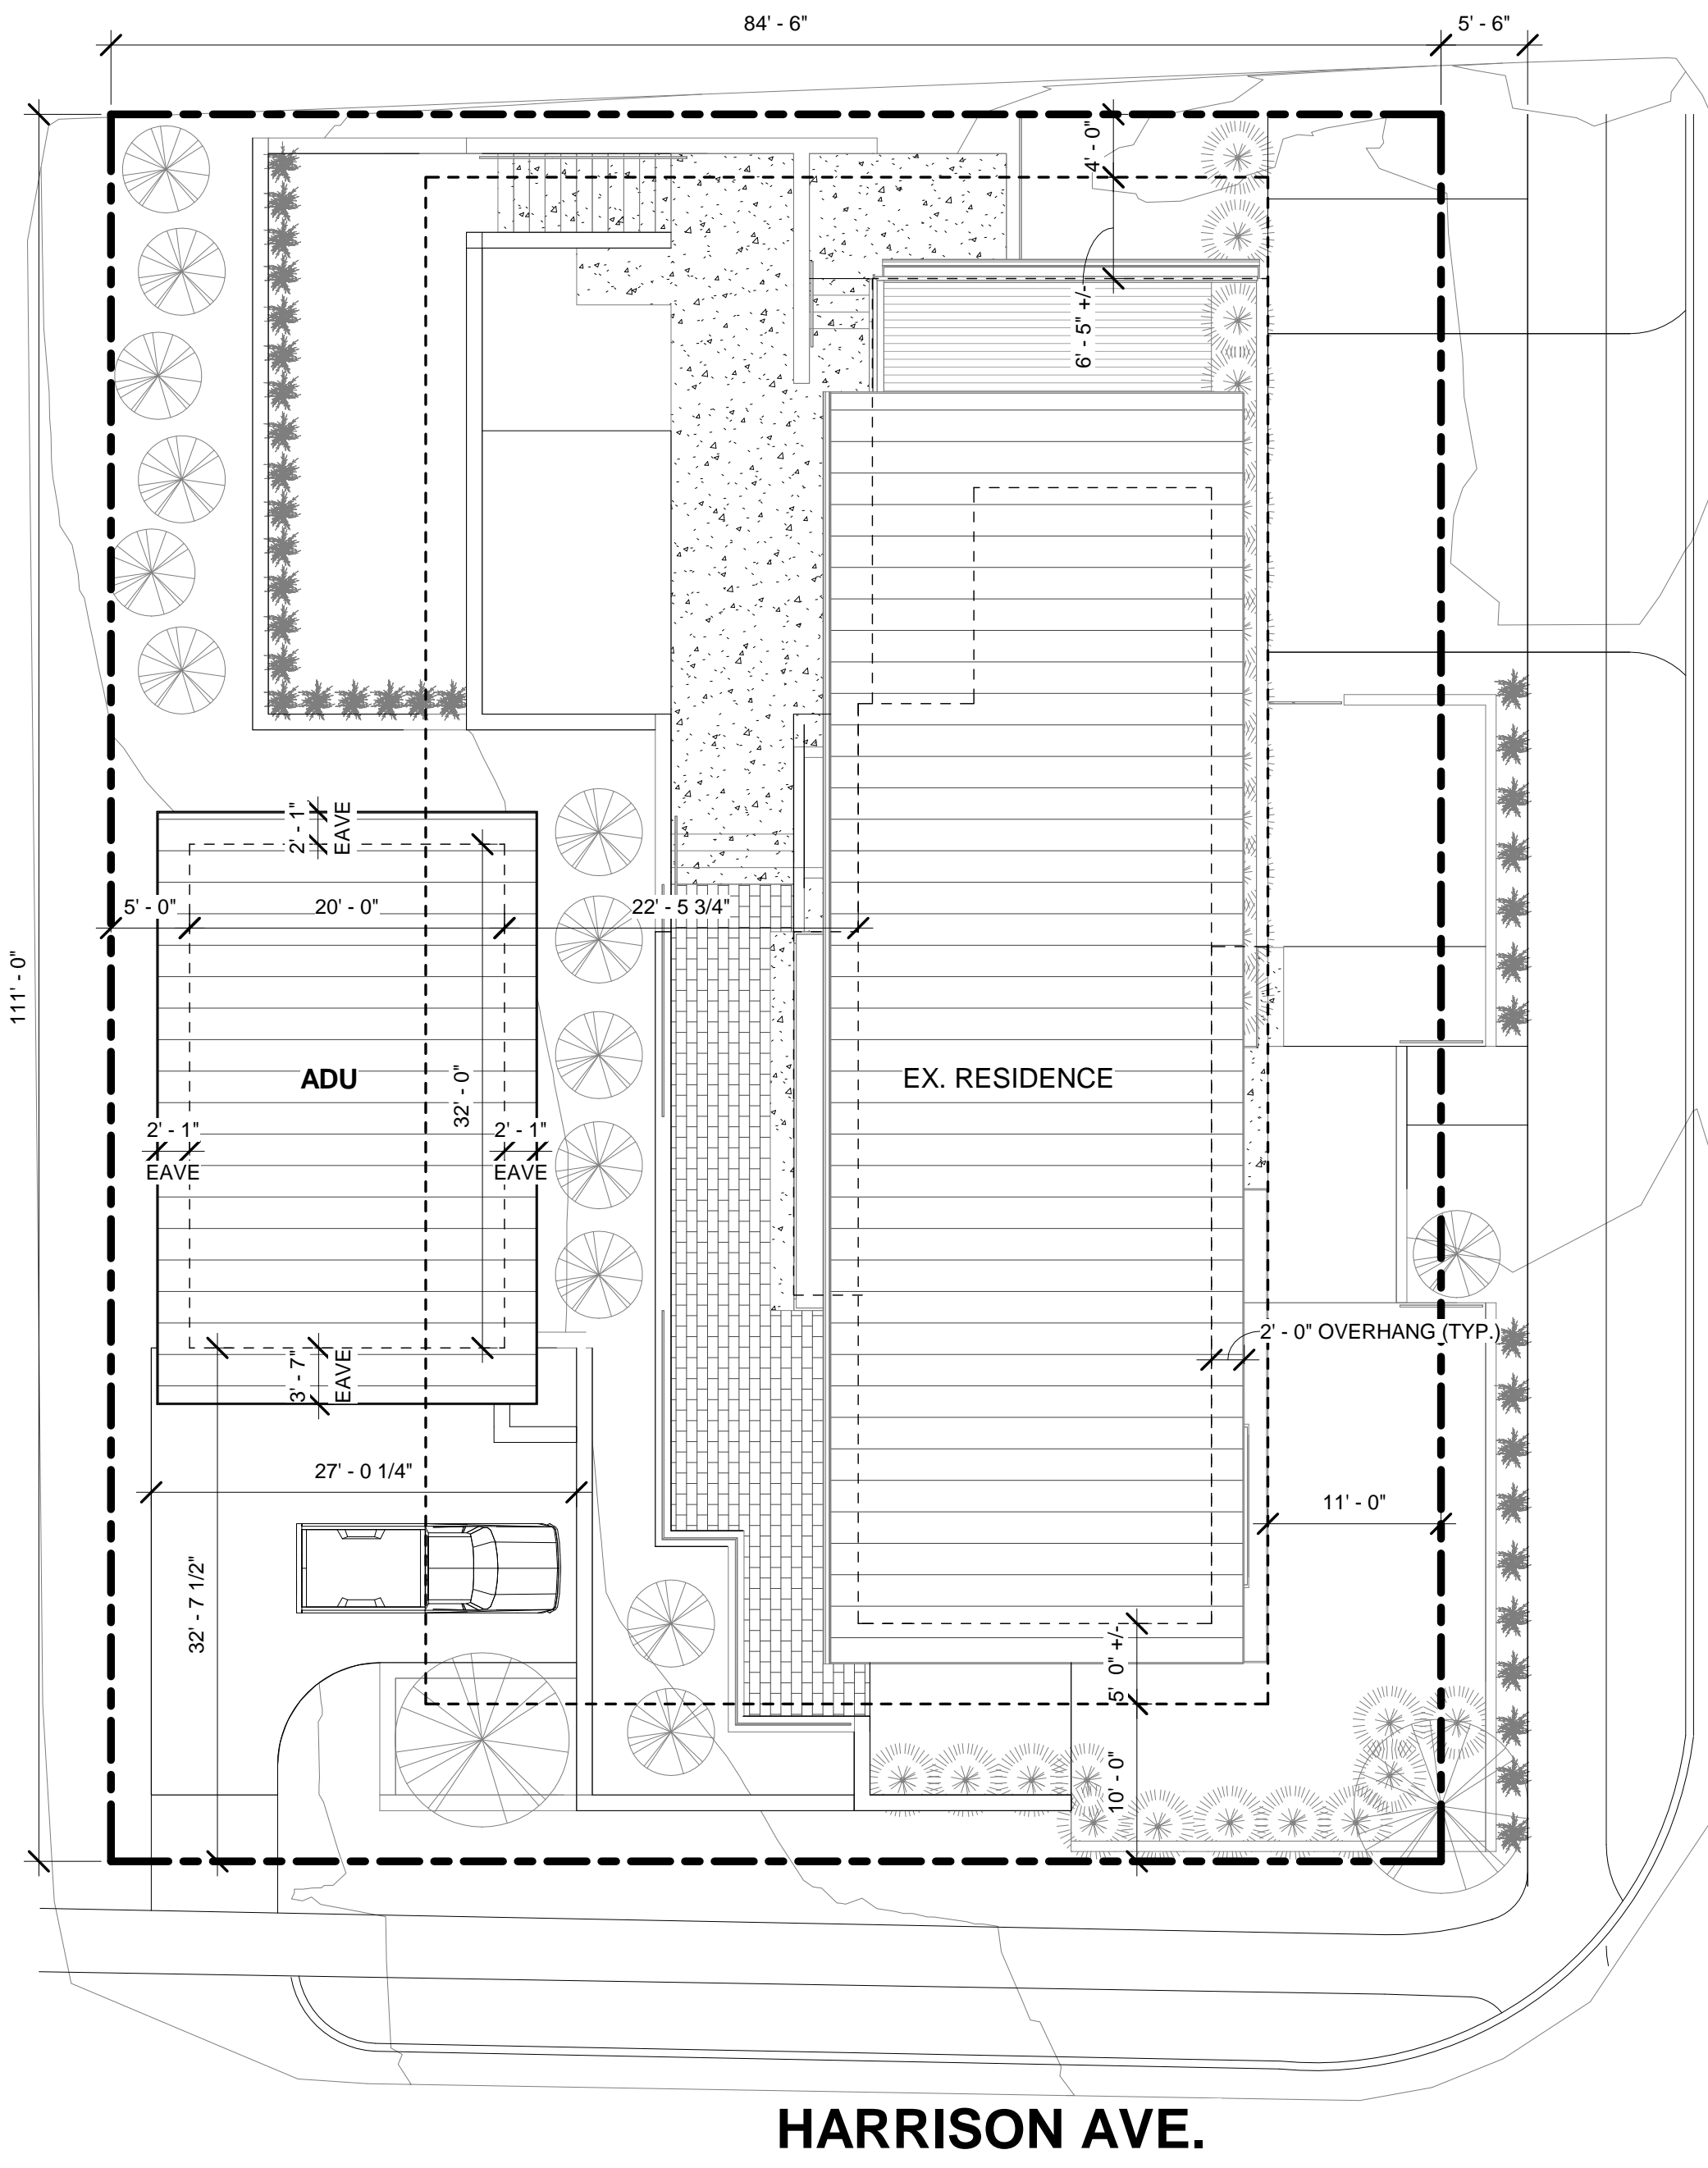 84' - 6"
5' - 6"
4' - 0"
6' - 5" +/-
2' - 1"
EAVE
5' - 0"
20' - 0"
22' - 5 3/4"
111' - 0"
ADU
32' - 0"
EX. RESIDENCE
2' - 1"
EAVE
2' - 1"
EAVE
2' - 0" OVERHANG (TYP.)
3' - 7"
EAVE
27' - 0 1/4"
11' - 0"
32' - 7 1/2"
5' 0" +/-
10' - 0"
HARRISON AVE.